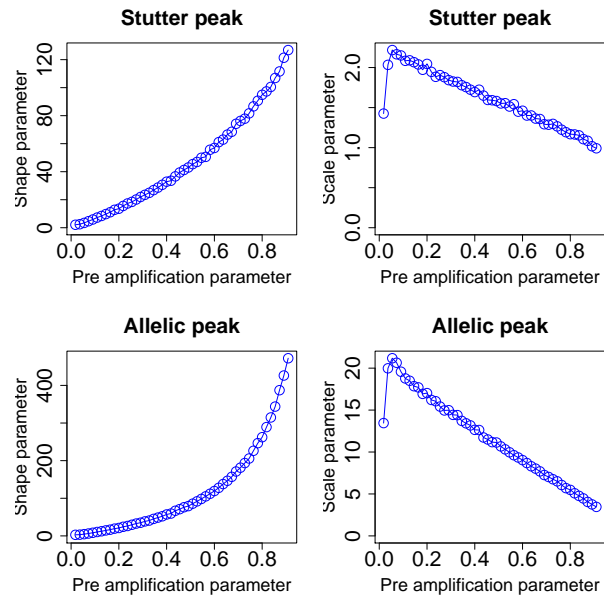 Stutter peak
Shape parameter
0 40 80 120
0.0 0.2 0.4 0.6 0.8
Pre amplification parameter
Stutter peak
Scale parameter
0.0 1.0 2.0
0.0 0.2 0.4 0.6 0.8
Pre amplification parameter
Allelic peak
Shape parameter
0 200 400
0.0 0.2 0.4 0.6 0.8
Pre amplification parameter
Allelic peak
Scale parameter
0 5 10 15 20
0.0 0.2 0.4 0.6 0.8
Pre amplification parameter